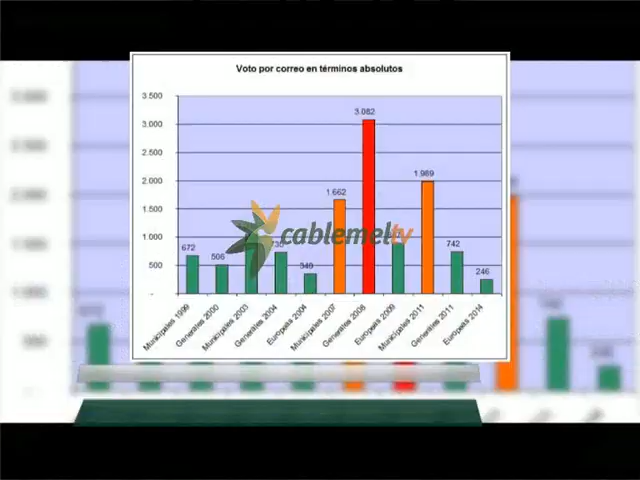 Voto por correo en términos absolutos
3.500
3.000
2.500
2.000
1.500
1.000
500
-
672
506
349
1.662
3.082
1.989
742
246
cablemeltv
Municipales 1999
Generales 2000
Municipales 2003
Generales 2004
Europeas 2004
Municipales 2007
Generales 2008
Europeas 2009
Municipales 2011
Generales 2011
Europeas 2014